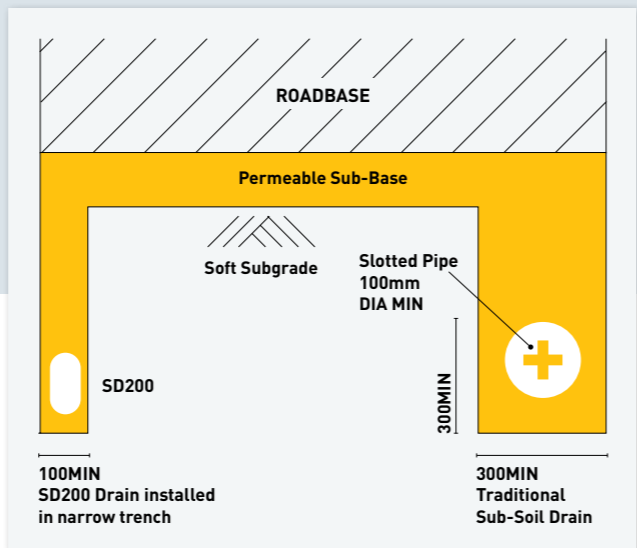 ROADBASE
Permeable Sub-Base
Soft Subgrade
Slotted Pipe
100mm
DIA MIN
SD200
300MIN
100MIN
SD200 Drain installed
in narrow trench
300MIN
Traditional
Sub-Soil Drain